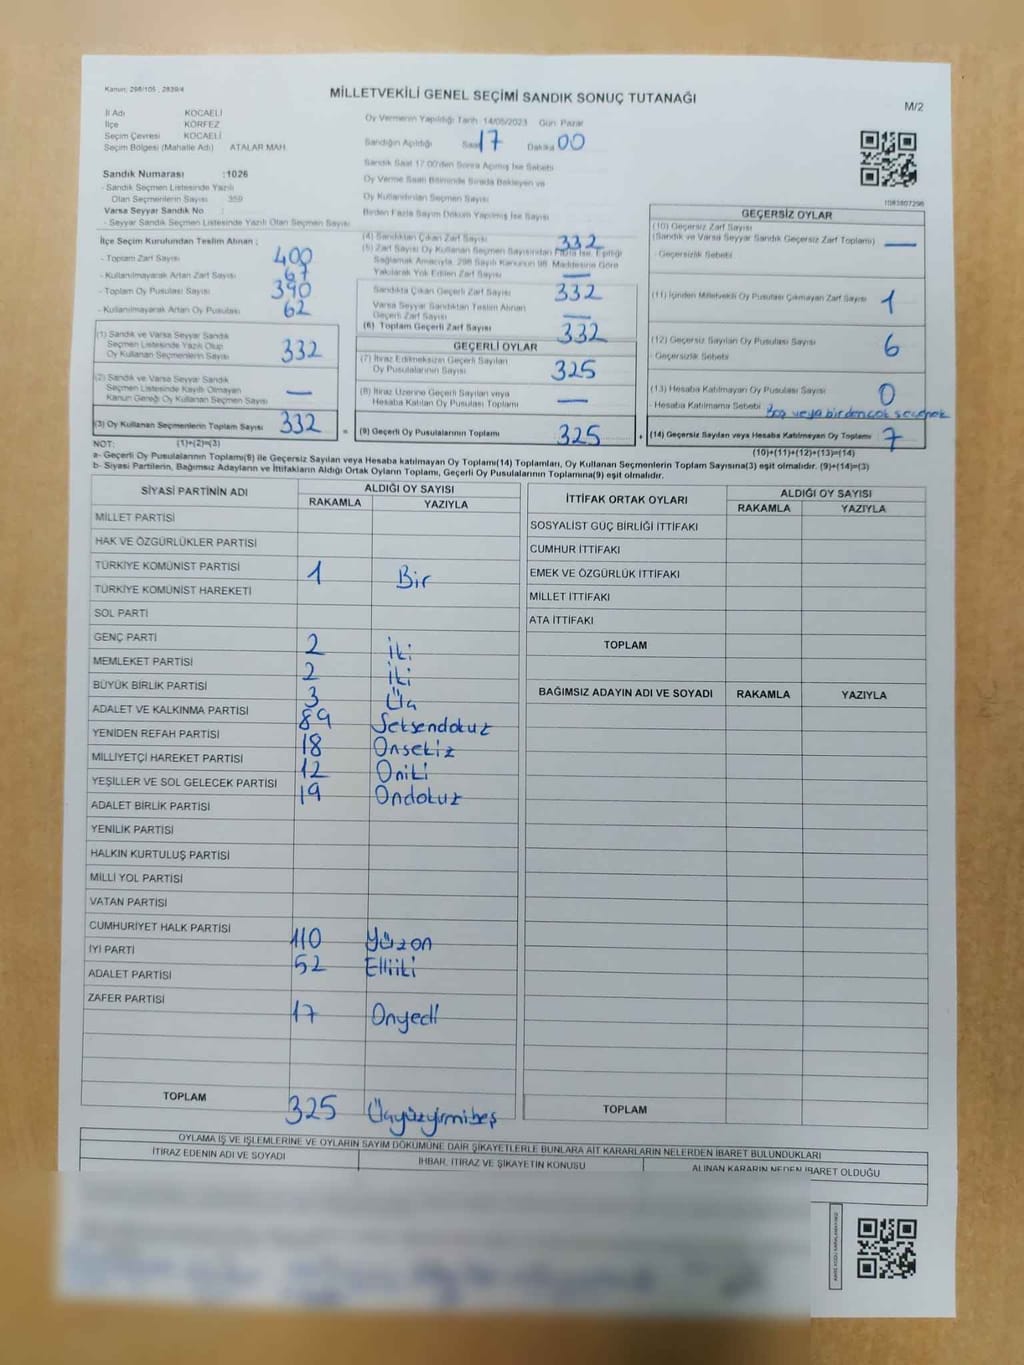 Kanun: 298/105 , 2839/4
MİLLETVEKİLİ GENEL SEÇİMİ SANDIK SONUÇ TUTANAĞI
M/2
İl Adı KOCAELİ
İlçe KÖRFEZ
Seçim Çevresi KOCAELİ
Seçim Bölgesi (Mahalle Adı) ATALAR MAH.
Oy Vermenin Yapıldığı Tarih 14/05/2023 Gün: Pazar
Sandığın Açıldığı Saat 17 Dakika 00
Sandık Saat 17.00'den Sonra Açılmış İse Sebebi
Oy Verme Saati Bitiminde Sırada Bekleyen ve
Oy Kullandırılan Seçmen Sayısı
Birden Fazla Sayım Döküm Yapılmış İse Sayısı
Sandık Numarası :1026
- Sandık Seçmen Listesinde Yazılı
Olan Seçmenlerin Sayısı 359
Varsa Seyyar Sandık No :
- Seyyar Sandık Seçmen Listesinde Yazılı Olan Seçmen Sayısı
İlçe Seçim Kurulundan Teslim Alınan ;
- Toplam Zarf Sayısı 400
- Kullanılmayarak Artan Zarf Sayısı 67
- Toplam Oy Pusulası Sayısı 390
- Kullanılmayarak Artan Oy Pusulası 62
(1) Sandık ve Varsa Seyyar Sandık
Seçmen Listesinde Yazılı Olup
Oy Kullanan Seçmenlerin Sayısı 332
(2) Sandık ve Varsa Seyyar Sandık
Seçmen Listesinde Kayıtlı Olmayan
Kanun Gereği Oy Kullanan Seçmen Sayısı —
(3) Oy Kullanan Seçmenlerin Toplam Sayısı 332
(4) Sandıktan Çıkan Zarf Sayısı 332
(5) Zarf Sayısı Oy Kullanan Seçmen Sayısından Fazla İse, Eşitliği
Sağlamak Amacıyla, 298 Sayılı Kanunun 98. Maddesine Göre
Yakılarak Yok Edilen Zarf Sayısı —
Sandıkta Çıkan Geçerli Zarf Sayısı 332
Varsa Seyyar Sandıktan Teslim Alınan
Geçerli Zarf Sayısı —
(6) Toplam Geçerli Zarf Sayısı 332
GEÇERLİ OYLAR
(7) İtiraz Edilmeksizin Geçerli Sayılan
Oy Pusulalarının Sayısı 325
(8) İtiraz Üzerine Geçerli Sayılan veya
Hesaba Katılan Oy Pusulası Toplamı —
(9) Geçerli Oy Pusulalarının Toplamı 325
1083807296
GEÇERSİZ OYLAR
(10) Geçersiz Zarf Sayısı
(Sandık ve Varsa Seyyar Sandık Geçersiz Zarf Toplamı) —
- Geçersizlik Sebebi
(11) İçinden Milletvekili Oy Pusulası Çıkmayan Zarf Sayısı 1
(12) Geçersiz Sayılan Oy Pusulası Sayısı 6
- Geçersizlik Sebebi
(13) Hesaba Katılmayan Oy Pusulası Sayısı 0
- Hesaba Katılmama Sebebi Boş veya birden çok seçenek
(14) Geçersiz Sayılan veya Hesaba Katılmayan Oy Toplamı 7
NOT: (1)+(2)=(3)
(10)+(11)+(12)+(13)=(14)
a- Geçerli Oy Pusulalarının Toplamı(9) ile Geçersiz Sayılan veya Hesaba katılmayan Oy Toplamı(14) Toplamları, Oy Kullanan Seçmenlerin Toplam Sayısına(3) eşit olmalıdır. (9)+(14)=(3)
b- Siyasi Partilerin, Bağımsız Adayların ve İttifakların Aldığı Ortak Oyların Toplamı, Geçerli Oy Pusulalarının Toplamına(9) eşit olmalıdır.
SİYASİ PARTİNİN ADI ALDIĞI OY SAYISI
RAKAMLA YAZIYLA
MİLLET PARTİSİ
HAK VE ÖZGÜRLÜKLER PARTİSİ
TÜRKİYE KOMÜNİST PARTİSİ 1 Bir
TÜRKİYE KOMÜNİST HAREKETİ
SOL PARTİ
GENÇ PARTİ 2 İki
MEMLEKET PARTİSİ 2 İki
BÜYÜK BİRLİK PARTİSİ 3 Üç
ADALET VE KALKINMA PARTİSİ 89 Seksendokuz
YENİDEN REFAH PARTİSİ 18 Onsekiz
MİLLİYETÇİ HAREKET PARTİSİ 12 Oniki
YEŞİLLER VE SOL GELECEK PARTİSİ 19 Ondokuz
ADALET BİRLİK PARTİSİ
YENİLİK PARTİSİ
HALKIN KURTULUŞ PARTİSİ
MİLLİ YOL PARTİSİ
VATAN PARTİSİ
CUMHURİYET HALK PARTİSİ 110 Yüzon
İYİ PARTİ 52 Elliiki
ADALET PARTİSİ
ZAFER PARTİSİ 17 Onyedi
TOPLAM 325 Üçyüzyirmibeş
İTTİFAK ORTAK OYLARI ALDIĞI OY SAYISI
RAKAMLA YAZIYLA
SOSYALİST GÜÇ BİRLİĞİ İTTİFAKI
CUMHUR İTTİFAKI
EMEK VE ÖZGÜRLÜK İTTİFAKI
MİLLET İTTİFAKI
ATA İTTİFAKI
TOPLAM
BAĞIMSIZ ADAYIN ADI VE SOYADI RAKAMLA YAZIYLA
TOPLAM
OYLAMA İŞ VE İŞLEMLERİNE VE OYLARIN SAYIM DÖKÜMÜNE DAİR ŞİKAYETLERLE BUNLARA AİT KARARLARIN NELERDEN İBARET BULUNDUKLARI
İTİRAZ EDENİN ADI VE SOYADI İHBAR, İTİRAZ VE ŞİKAYETİN KONUSU ALINAN KARARIN NEDEN İBARET OLDUĞU